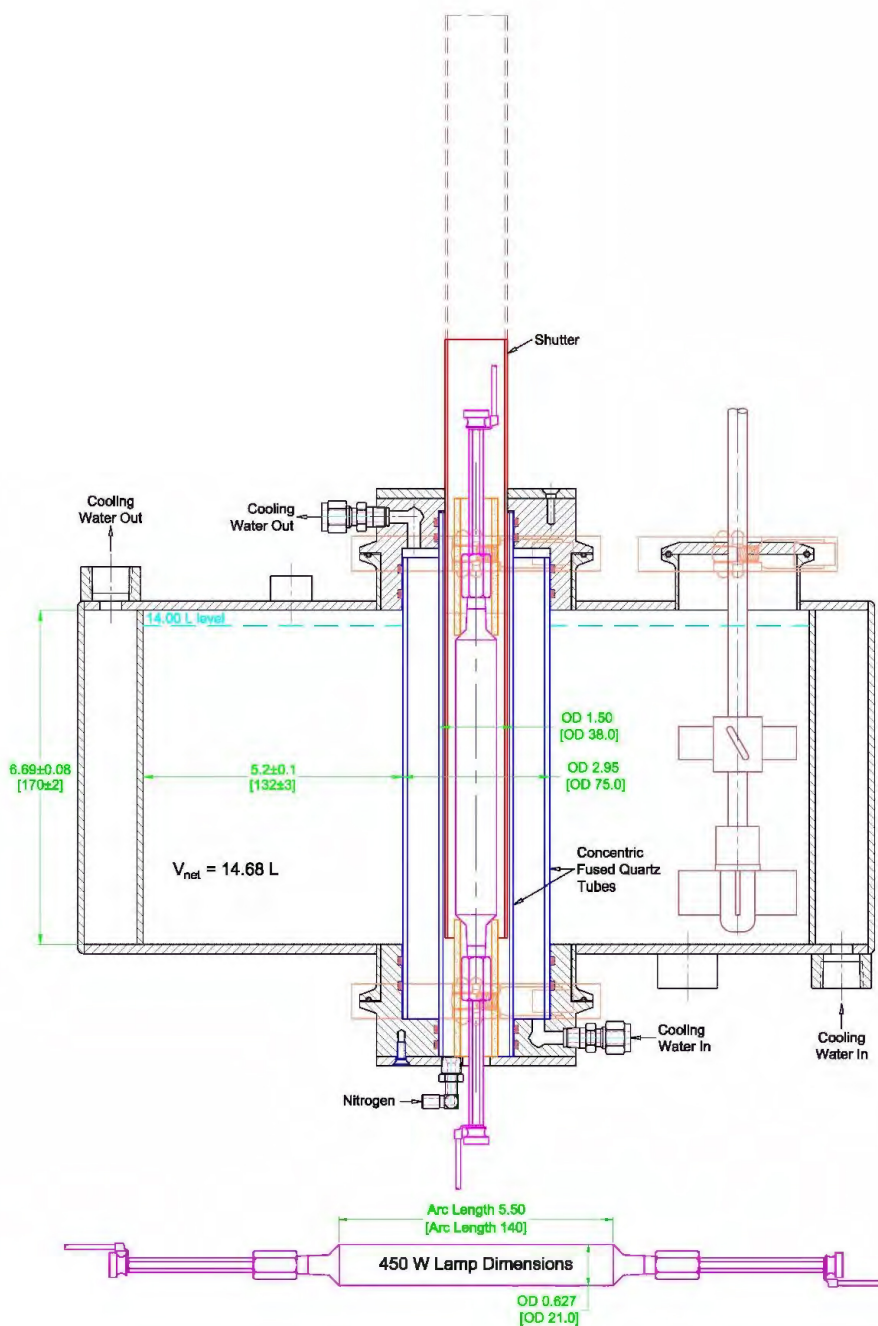 Shutter
Cooling
Water Out
Cooling
Water Out
14.00 L level
OD 1.50
[OD 38.0]
6.69±0.08
[170±2]
5.2±0.1
[132±3]
OD 2.95
[OD 75.0]
Vnet = 14.68 L
Concentric
Fused Quartz
Tubes
Cooling
Water In
Cooling
Water In
Nitrogen
Arc Length 5.50
[Arc Length 140]
450 W Lamp Dimensions
OD 0.627
[OD 21.0]